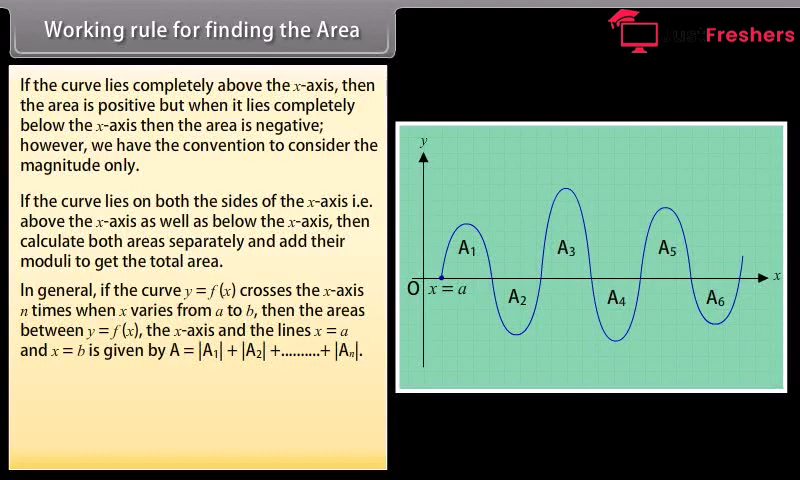 Working rule for finding the Area
JustFreshers
If the curve lies completely above the x-axis, then
the area is positive but when it lies completely
below the x-axis then the area is negative;
however, we have the convention to consider the
magnitude only.
If the curve lies on both the sides of the x-axis i.e.
above the x-axis as well as below the x-axis, then
calculate both areas separately and add their
moduli to get the total area.
In general, if the curve y = f (x) crosses the x-axis
n times when x varies from a to b, then the areas
between y = f (x), the x-axis and the lines x = a
and x = b is given by A = |A₁| + |A₂| +..........+ |Aₙ|.
y
A₁
A₃
A₅
x
O
x = a
A₂
A₄
A₆